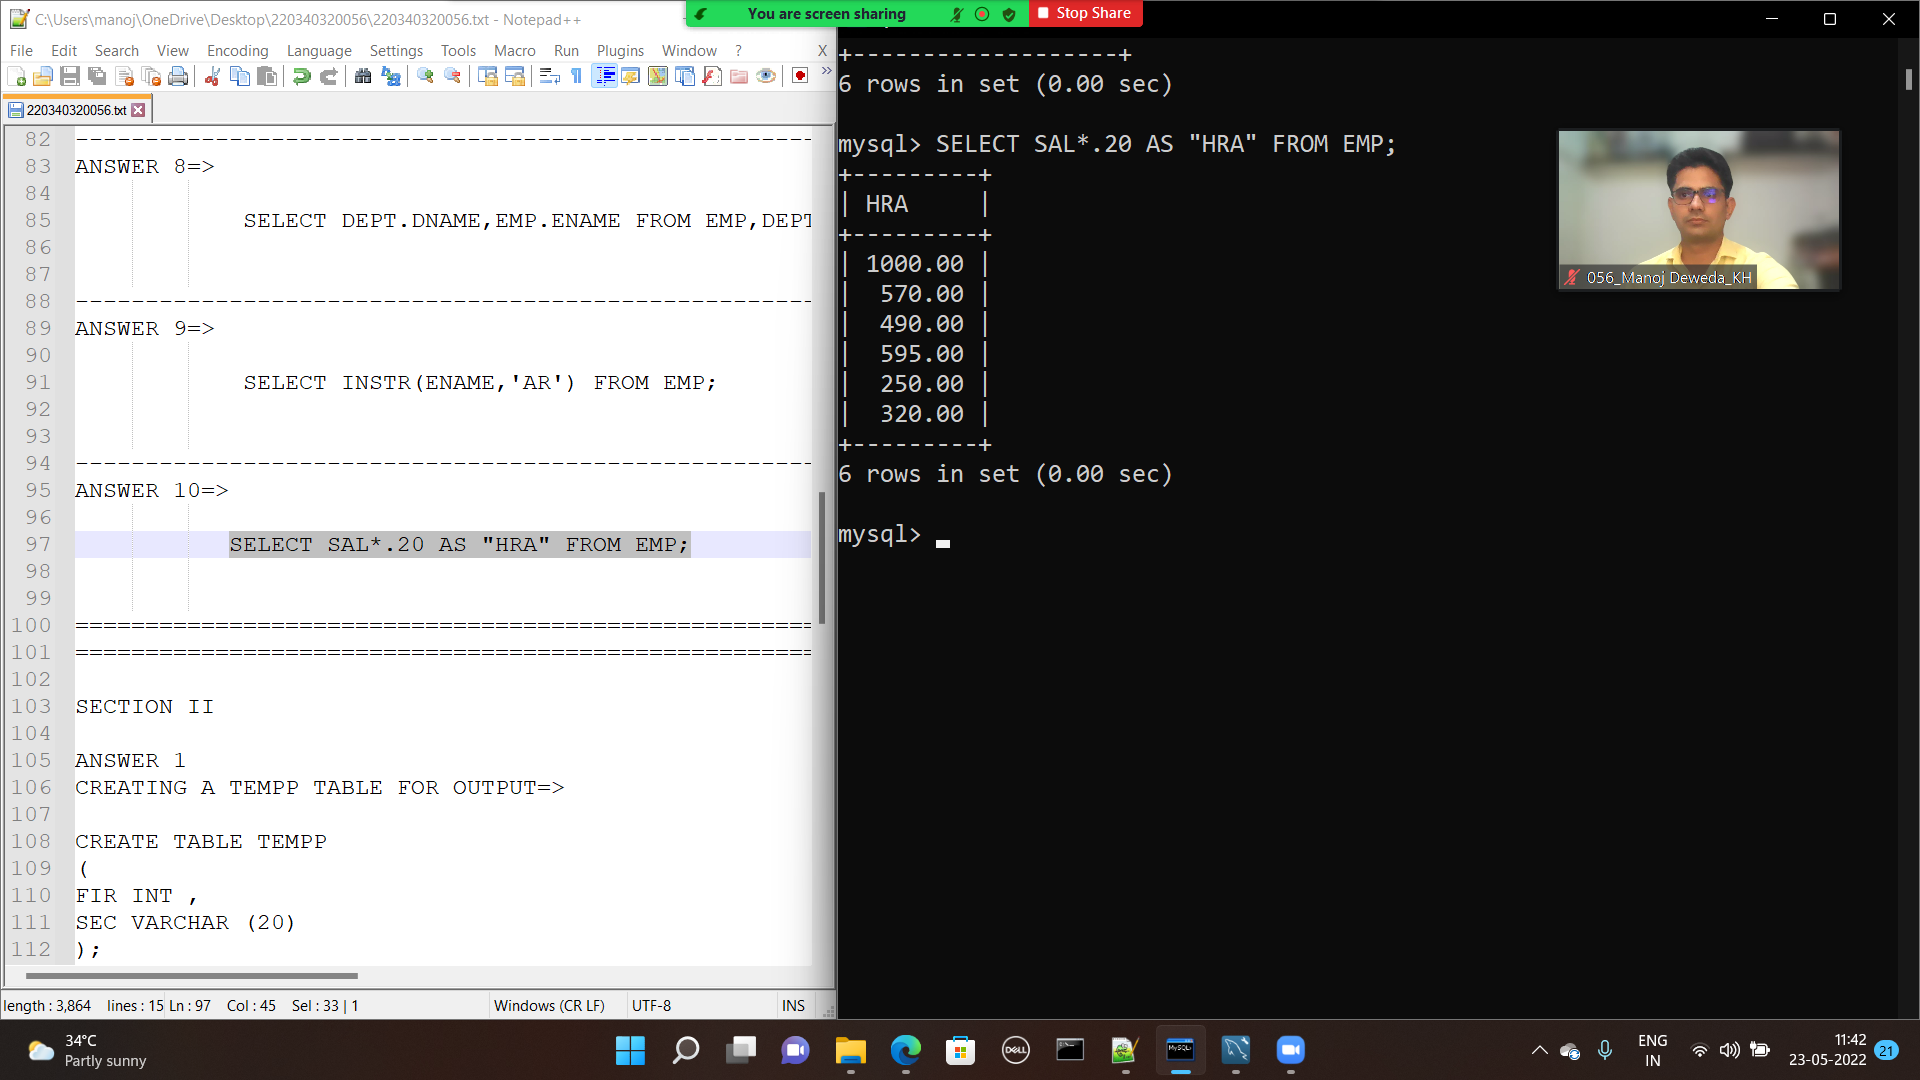 C:\Users\manoj\OneDrive\Desktop\220340320056\220340320056.txt - Notepad++
You are screen sharing
Stop Share
File Edit Search View Encoding Language Settings Tools Macro Run Plugins Window ? X
220340320056.txt
82 ----------------------------------------------------
83 ANSWER 8=>
84
85 SELECT DEPT.DNAME,EMP.ENAME FROM EMP,DEPT
86
87
88 ----------------------------------------------------
89 ANSWER 9=>
90
91 SELECT INSTR(ENAME,'AR') FROM EMP;
92
93
94 ----------------------------------------------------
95 ANSWER 10=>
96
97 SELECT SAL*.20 AS "HRA" FROM EMP;
98
99
100 ====================================================
101 ====================================================
102
103 SECTION II
104
105 ANSWER 1
106 CREATING A TEMPP TABLE FOR OUTPUT=>
107
108 CREATE TABLE TEMPP
109 (
110 FIR INT ,
111 SEC VARCHAR (20)
112 );
length : 3,864 lines : 15 Ln : 97 Col : 45 Sel : 33 | 1 Windows (CR LF) UTF-8 INS
+-------------------+
6 rows in set (0.00 sec)
mysql> SELECT SAL*.20 AS "HRA" FROM EMP;
+---------+
| HRA |
+---------+
| 1000.00 |
| 570.00 |
| 490.00 |
| 595.00 |
| 250.00 |
| 320.00 |
+---------+
6 rows in set (0.00 sec)
mysql>
056_Manoj Deweda_KH
34°C
Partly sunny
DELL
MySQL
ENG
IN
11:42
23-05-2022
21